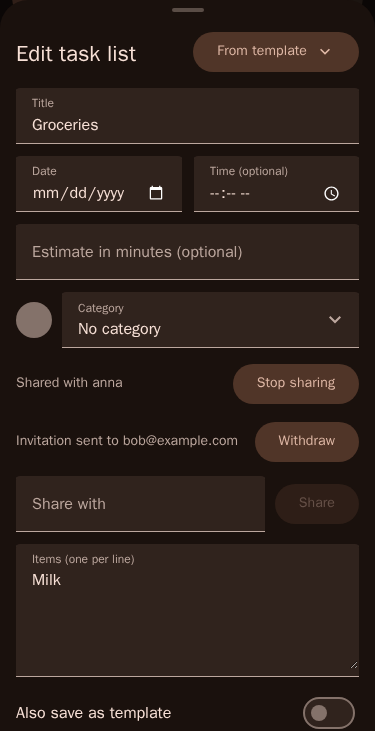 Edit task list
From template
Title
Groceries
Date
Time (optional)
mm/dd/yyyy
--:-- --
Estimate in minutes (optional)
Category
No category
Shared with anna
Stop sharing
Invitation sent to bob@example.com
Withdraw
Share with
Share
Items (one per line)
Milk
Also save as template